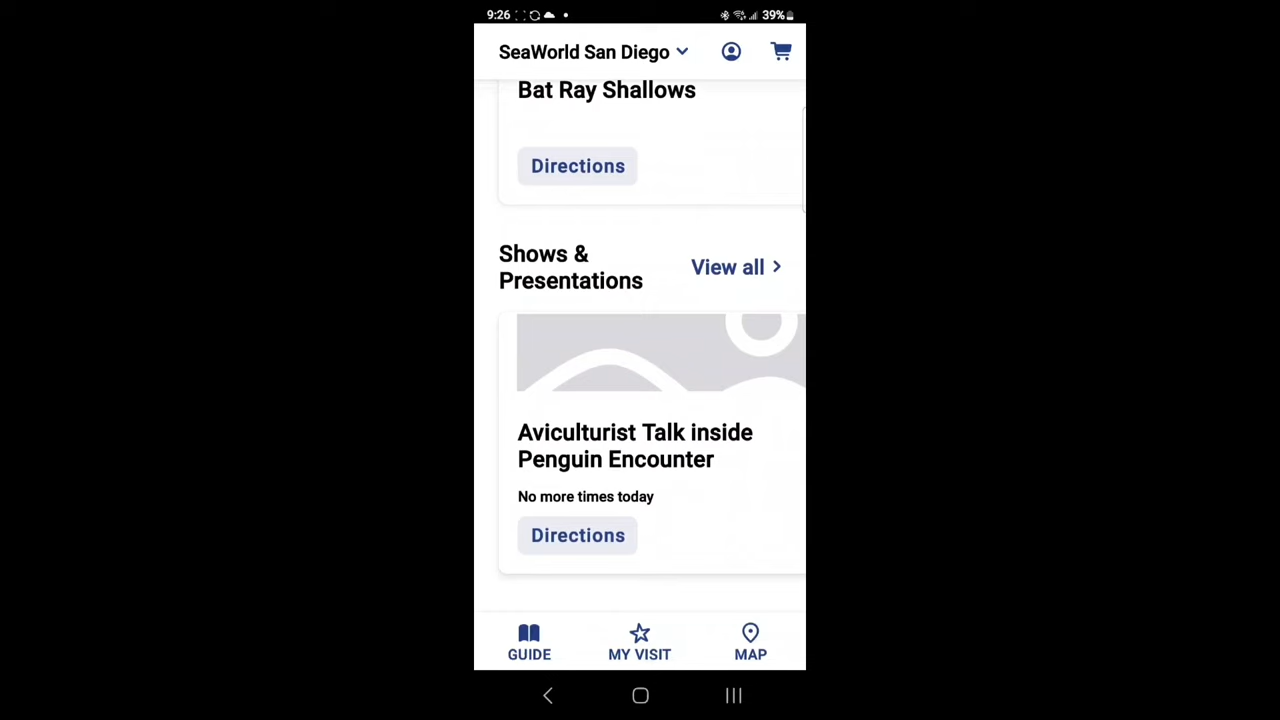 9:26
39%
SeaWorld San Diego
Bat Ray Shallows
Directions
Shows &
Presentations
View all
Aviculturist Talk inside
Penguin Encounter
No more times today
Directions
GUIDE
MY VISIT
MAP